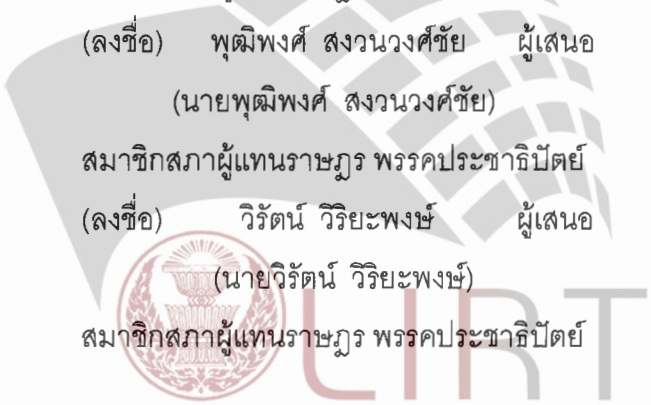 (ลงชื่อ) พุฒิพงศ์ สงวนวงศ์ชัย ผู้เสนอ
(นายพุฒิพงศ์ สงวนวงศ์ชัย)
สมาชิกสภาผู้แทนราษฎร พรรคประชาธิปัตย์
(ลงชื่อ) วิรัตน์ วิริยะพงษ์ ผู้เสนอ
(นายวิรัตน์ วิริยะพงษ์)
สมาชิกสภาผู้แทนราษฎร พรรคประชาธิปัตย์
LIRT